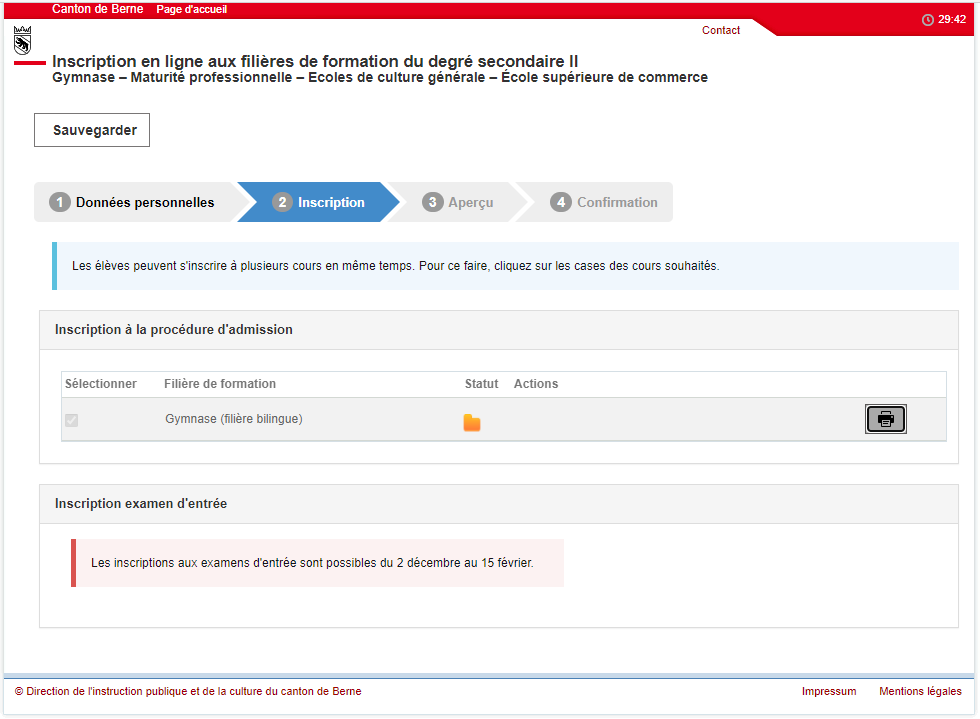 Canton de Berne Page d'accueil
29:42
Contact
Inscription en ligne aux filières de formation du degré secondaire II
Gymnase – Maturité professionnelle – Ecoles de culture générale – École supérieure de commerce
Sauvegarder
1 Données personnelles 2 Inscription 3 Aperçu 4 Confirmation
Les élèves peuvent s'inscrire à plusieurs cours en même temps. Pour ce faire, cliquez sur les cases des cours souhaités.
Inscription à la procédure d'admission
Sélectionner Filière de formation Statut Actions
Gymnase (filière bilingue)
Inscription examen d'entrée
Les inscriptions aux examens d'entrée sont possibles du 2 décembre au 15 février.
© Direction de l'instruction publique et de la culture du canton de Berne Impressum Mentions légales